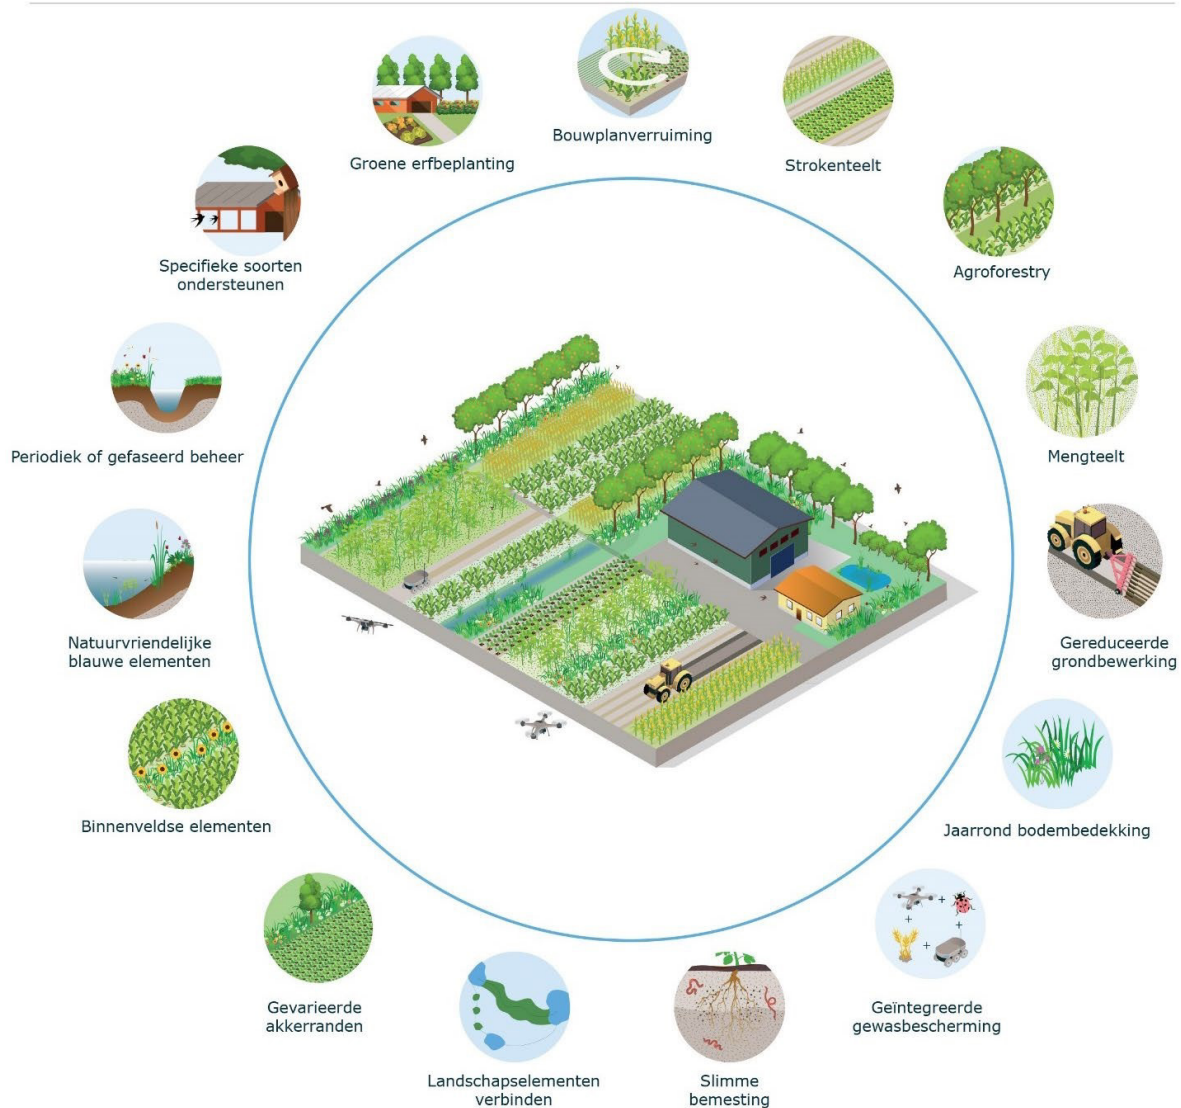 Bouwplanverruiming
Strokenteelt
Agroforestry
Mengteelt
Gereduceerde
grondbewerking
Jaarrond bodembedekking
Geïntegreerde
gewasbescherming
Slimme
bemesting
Landschapselementen
verbinden
Gevarieerde
akkerranden
Binnenveldse elementen
Natuurvriendelijke
blauwe elementen
Periodiek of gefaseerd beheer
Specifieke soorten
ondersteunen
Groene erfbeplanting